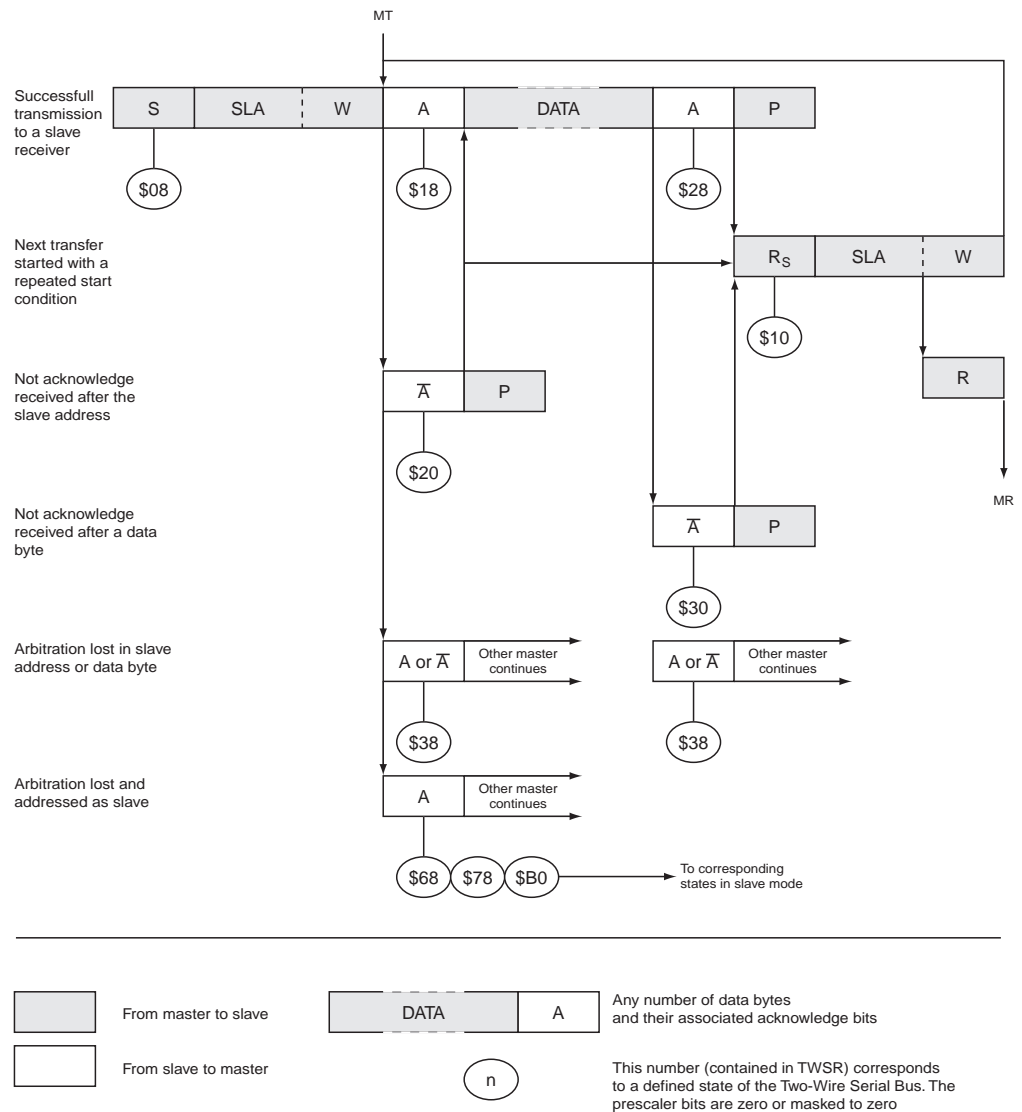 MT
Successfull
transmission
to a slave
receiver
S SLA W A DATA A P
$08 $18 $28
Next transfer
started with a
repeated start
condition
RS SLA W
$10
Not acknowledge
received after the
slave address
A̅ P
R
$20
MR
Not acknowledge
received after a data
byte
A̅ P
$30
Arbitration lost in slave
address or data byte
A or A̅ Other master
continues
A or A̅ Other master
continues
$38 $38
Arbitration lost and
addressed as slave
A Other master
continues
$68 $78 $B0
To corresponding
states in slave mode
From master to slave
DATA A
Any number of data bytes
and their associated acknowledge bits
From slave to master
n
This number (contained in TWSR) corresponds
to a defined state of the Two-Wire Serial Bus. The
prescaler bits are zero or masked to zero